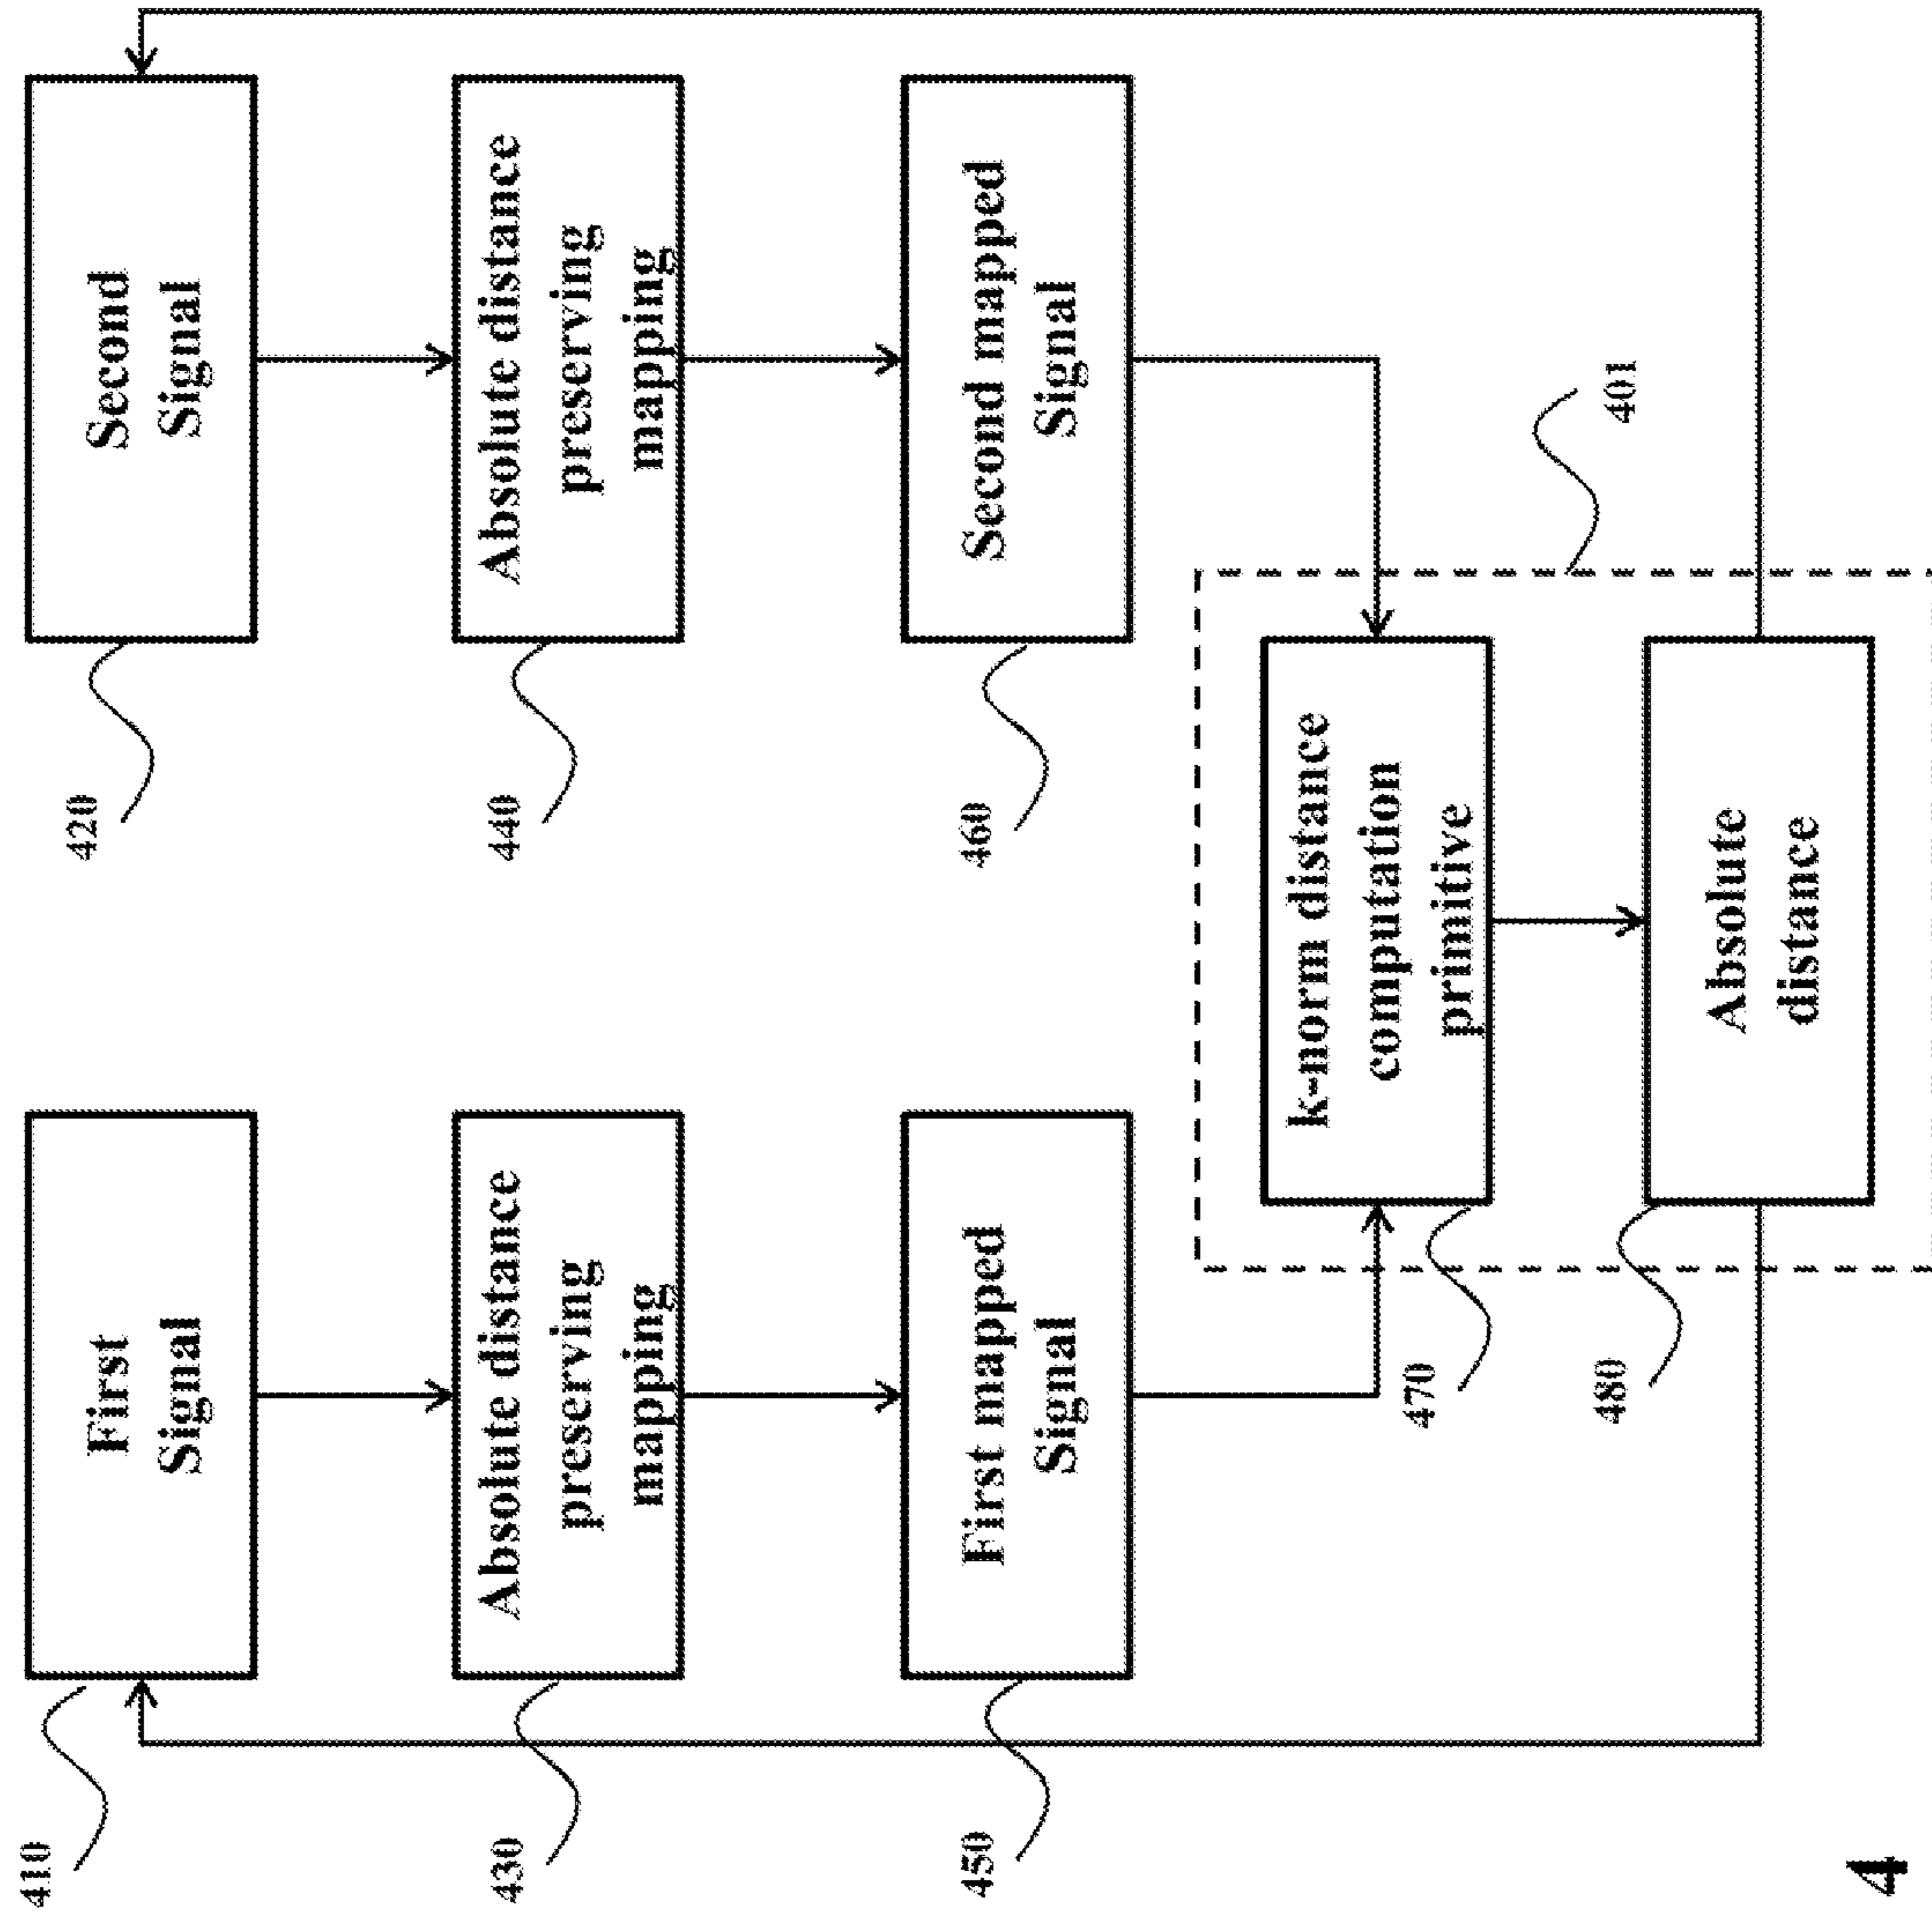 410
First
Signal
420
Second
Signal
430
Absolute distance
preserving
mapping
440
Absolute distance
preserving
mapping
450
First mapped
Signal
460
Second mapped
Signal
470
k-norm distance
computation
primitive
401
480
Absolute
distance
4